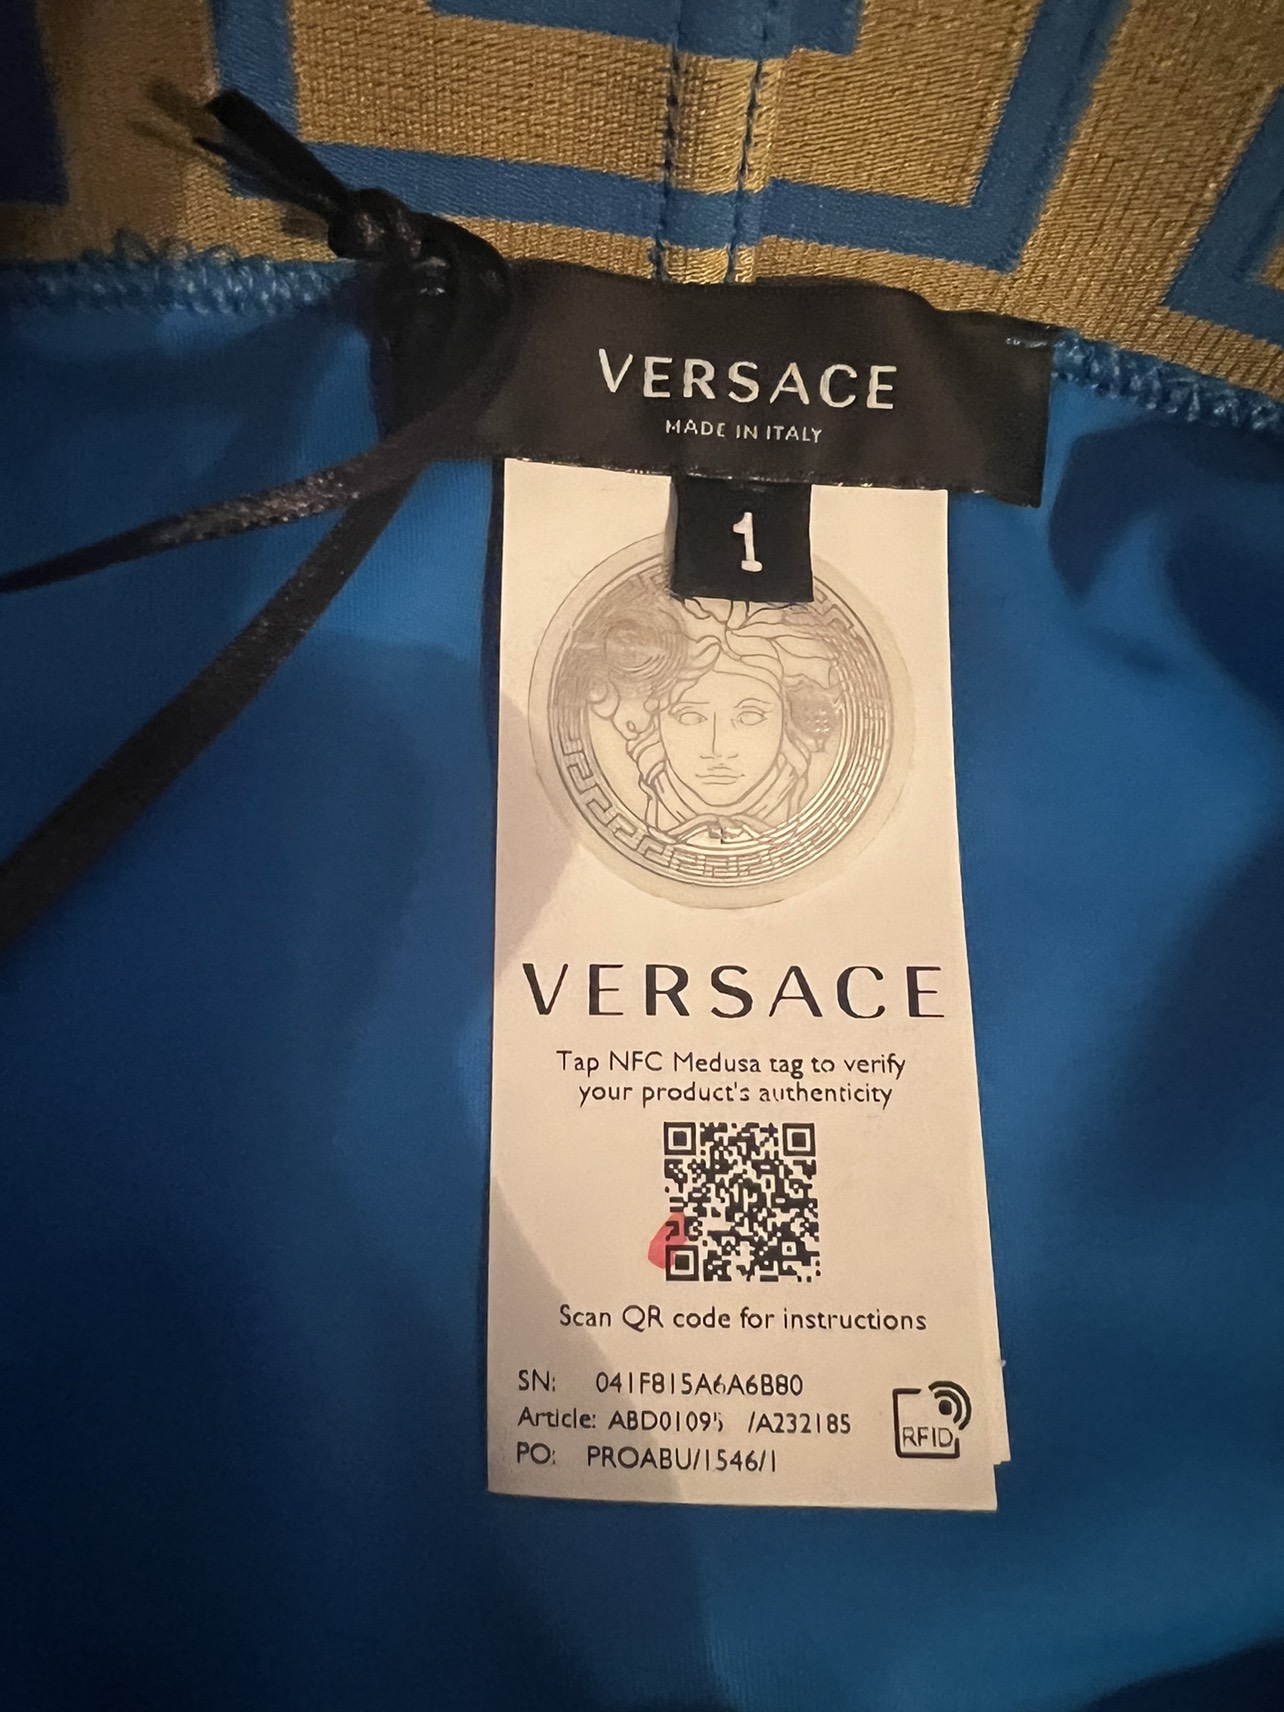 VERSACE
MADE IN ITALY
1
VERSACE
Tap NFC Medusa tag to verify
your product's authenticity
Scan QR code for instructions
SN: 041F815A6A6B80
Article: ABD01095 /A232185
PO: PROABU/1546/1
RFID